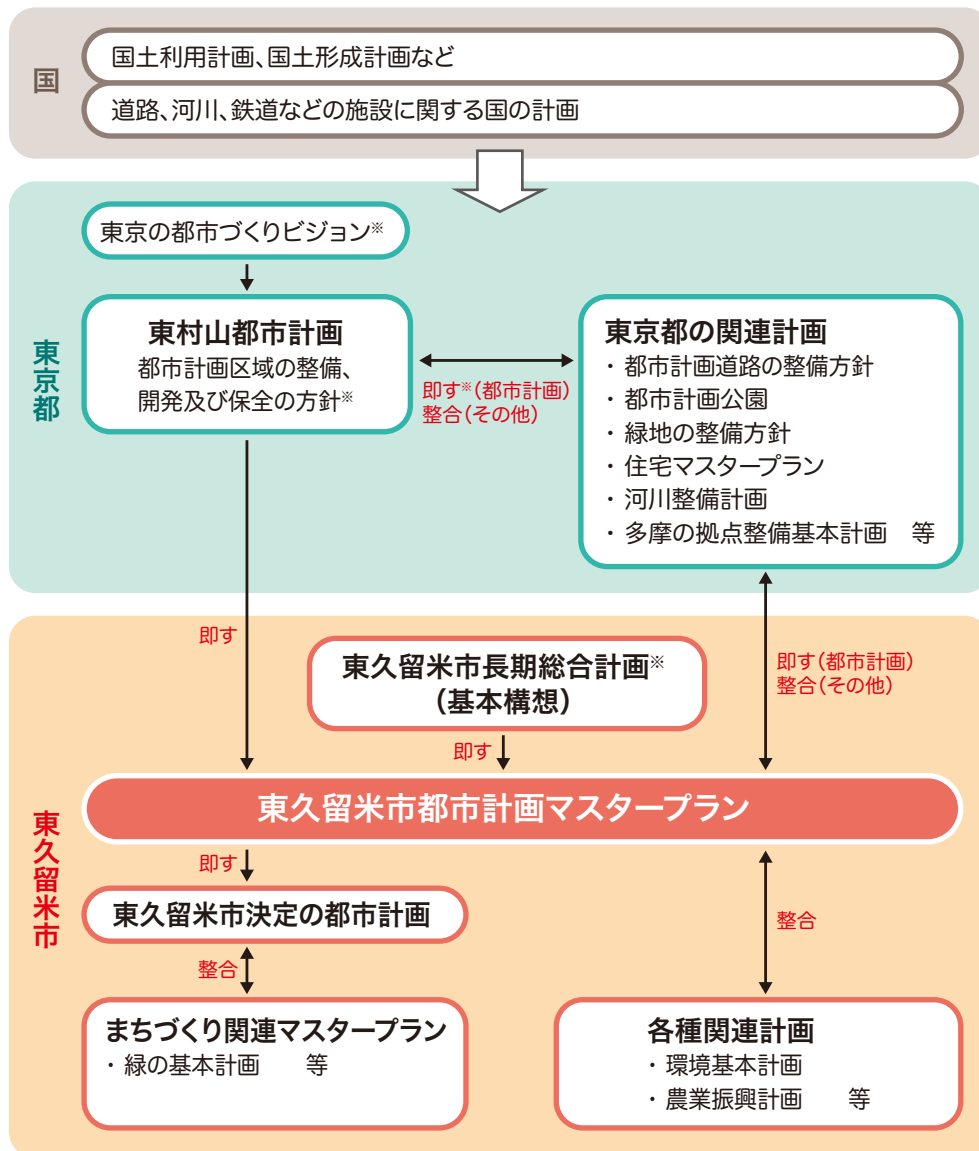 国
国土利用計画、国土形成計画など
道路、河川、鉄道などの施設に関する国の計画
東京都
東京の都市づくりビジョン※
東村山都市計画
都市計画区域の整備、
開発及び保全の方針※
即す※(都市計画)
整合(その他)
東京都の関連計画
・ 都市計画道路の整備方針
・ 都市計画公園
・ 緑地の整備方針
・ 住宅マスタープラン
・ 河川整備計画
・ 多摩の拠点整備基本計画　等
東久留米市
即す
東久留米市長期総合計画※
(基本構想)
即す
即す(都市計画)
整合(その他)
東久留米市都市計画マスタープラン
即す
東久留米市決定の都市計画
整合
整合
まちづくり関連マスタープラン
・ 緑の基本計画　　等
各種関連計画
・ 環境基本計画
・ 農業振興計画　　等